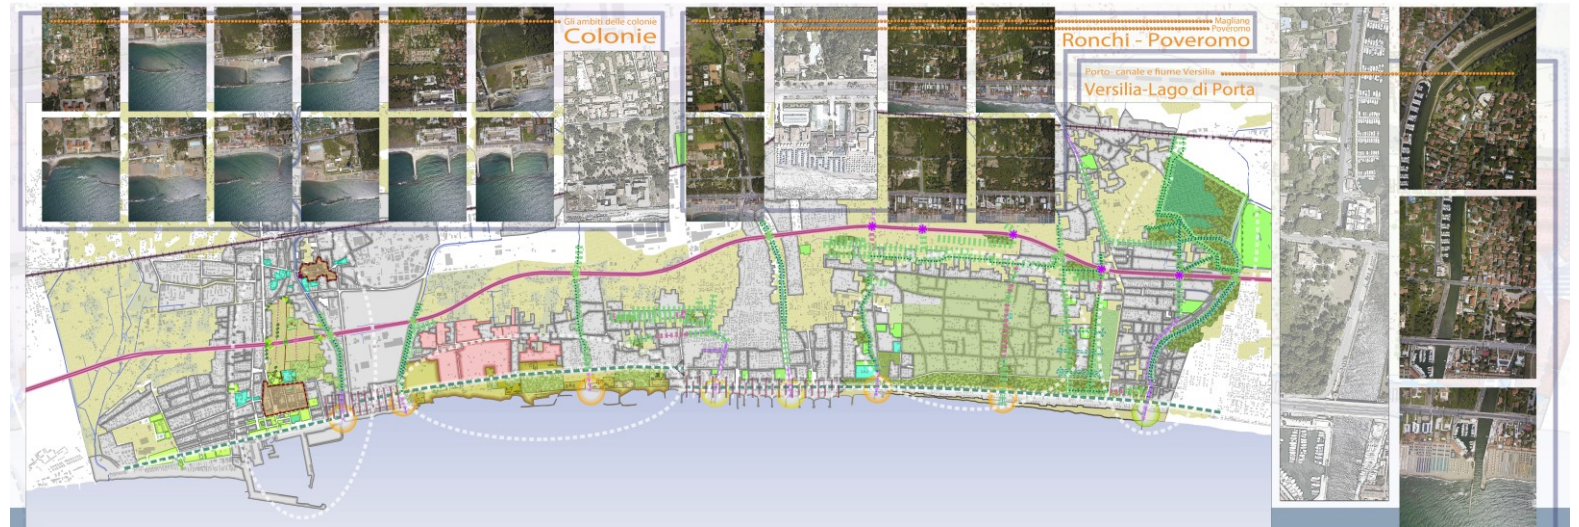 Gli ambiti delle colonie
Colonie
Magliano
Poveromo
Ronchi - Poveromo
Porto- canale e fiume Versilia
Versilia-Lago di Porta